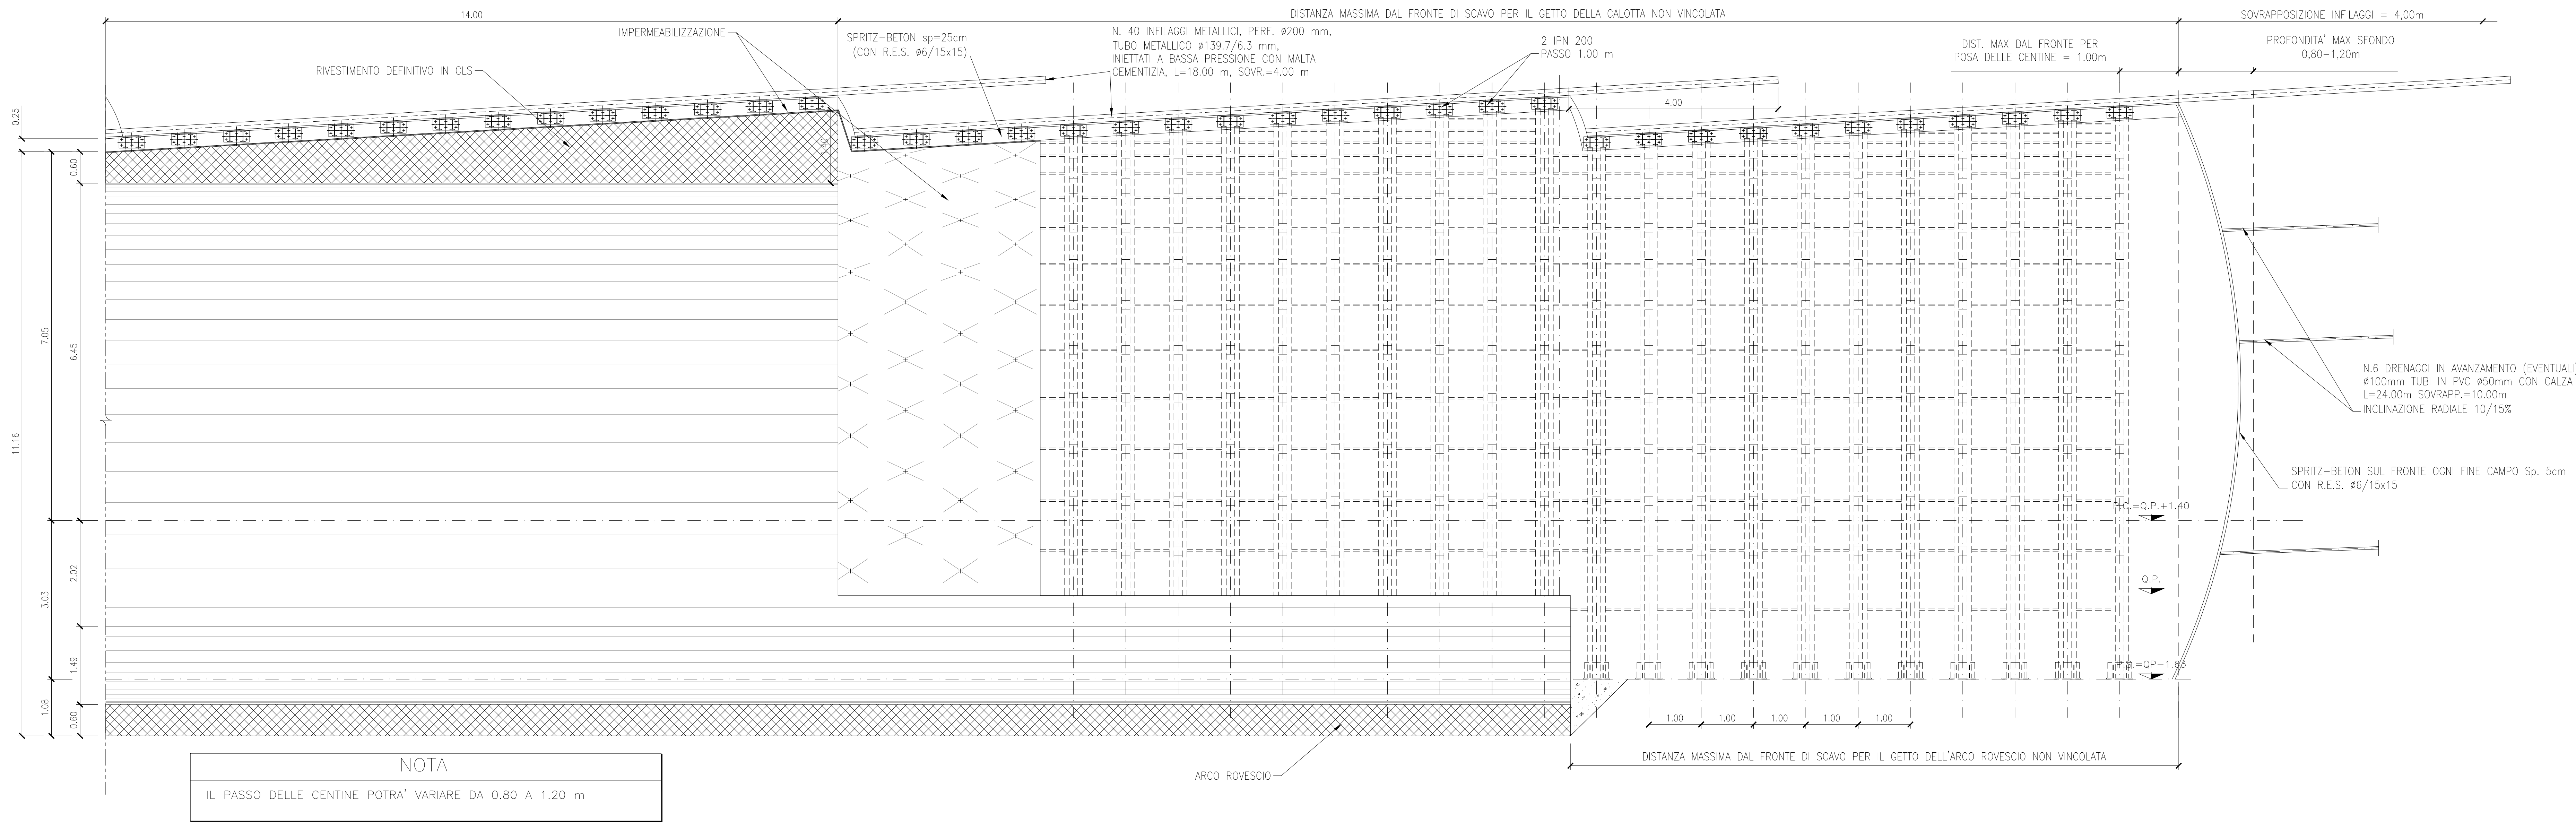 14.00
DISTANZA MASSIMA DAL FRONTE DI SCAVO PER IL GETTO DELLA CALOTTA NON VINCOLATA
SOVRAPPOSIZIONE INFILAGGI = 4,00m
IMPERMEABILIZZAZIONE
SPRITZ-BETON sp=25cm
(CON R.E.S. ø6/15x15)
N. 40 INFILAGGI METALLICI, PERF. ø200 mm,
TUBO METALLICO ø139.7/6.3 mm,
INIETTATI A BASSA PRESSIONE CON MALTA
CEMENTIZIA, L=18.00 m, SOVR.=4.00 m
2 IPN 200
PASSO 1.00 m
DIST. MAX DAL FRONTE PER
POSA DELLE CENTINE = 1.00m
PROFONDITA' MAX SFONDO
0,80-1,20m
RIVESTIMENTO DEFINITIVO IN CLS
4.00
0.25
0.60
1.40
7.05
6.45
11.16
2.02
3.03
1.49
1.08
0.60
N.6 DRENAGGI IN AVANZAMENTO (EVENTUALI)
ø100mm TUBI IN PVC ø50mm CON CALZA
L=24.00m SOVRAPP.=10.00m
INCLINAZIONE RADIALE 10/15%
SPRITZ-BETON SUL FRONTE OGNI FINE CAMPO Sp. 5cm
CON R.E.S. ø6/15x15
P.C.=Q.P.+1.40
Q.P.
=QP-1.63
1.00
1.00
1.00
1.00
1.00
DISTANZA MASSIMA DAL FRONTE DI SCAVO PER IL GETTO DELL'ARCO ROVESCIO NON VINCOLATA
ARCO ROVESCIO
NOTA
IL PASSO DELLE CENTINE POTRA' VARIARE DA 0.80 A 1.20 m